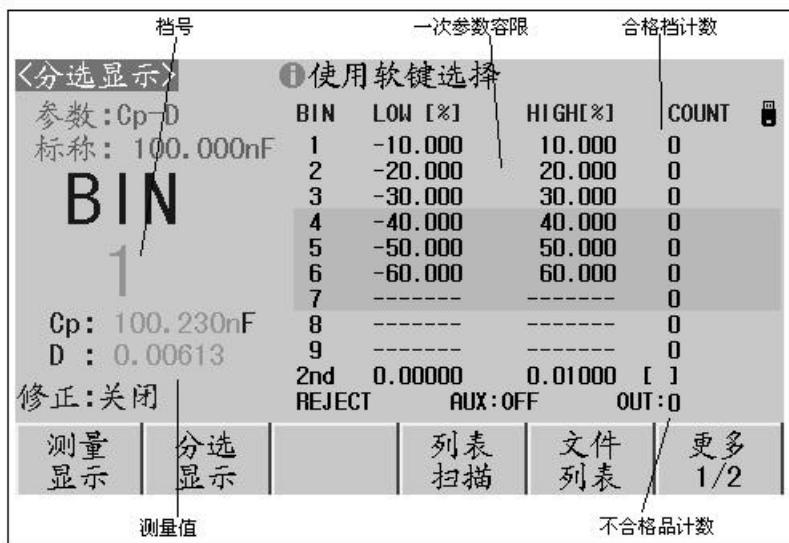 档号 一次参数容限 合格档计数
<分选显示> 使用软键选择
参数:Cp-D BIN LOW [%] HIGH[%] COUNT
标称: 100.000nF 1 -10.000 10.000 0
2 -20.000 20.000 0
BIN 3 -30.000 30.000 0
4 -40.000 40.000 0
1 5 -50.000 50.000 0
6 -60.000 60.000 0
7 ------- ------- 0
Cp: 100.230nF 8 ------- ------- 0
D : 0.00613 9 ------- ------- 0
2nd 0.00000 0.01000 [ ]
修正:关闭 REJECT AUX:OFF OUT:0
测量 分选 列表 文件 更多
显示 显示 扫描 列表 1/2
测量值 不合格品计数